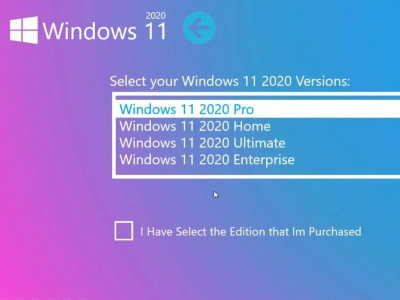 2020
Windows 11
Select your Windows 11 2020 Versions:
Windows 11 2020 Pro
Windows 11 2020 Home
Windows 11 2020 Ultimate
Windows 11 2020 Enterprise
I Have Select the Edition that Im Purchased